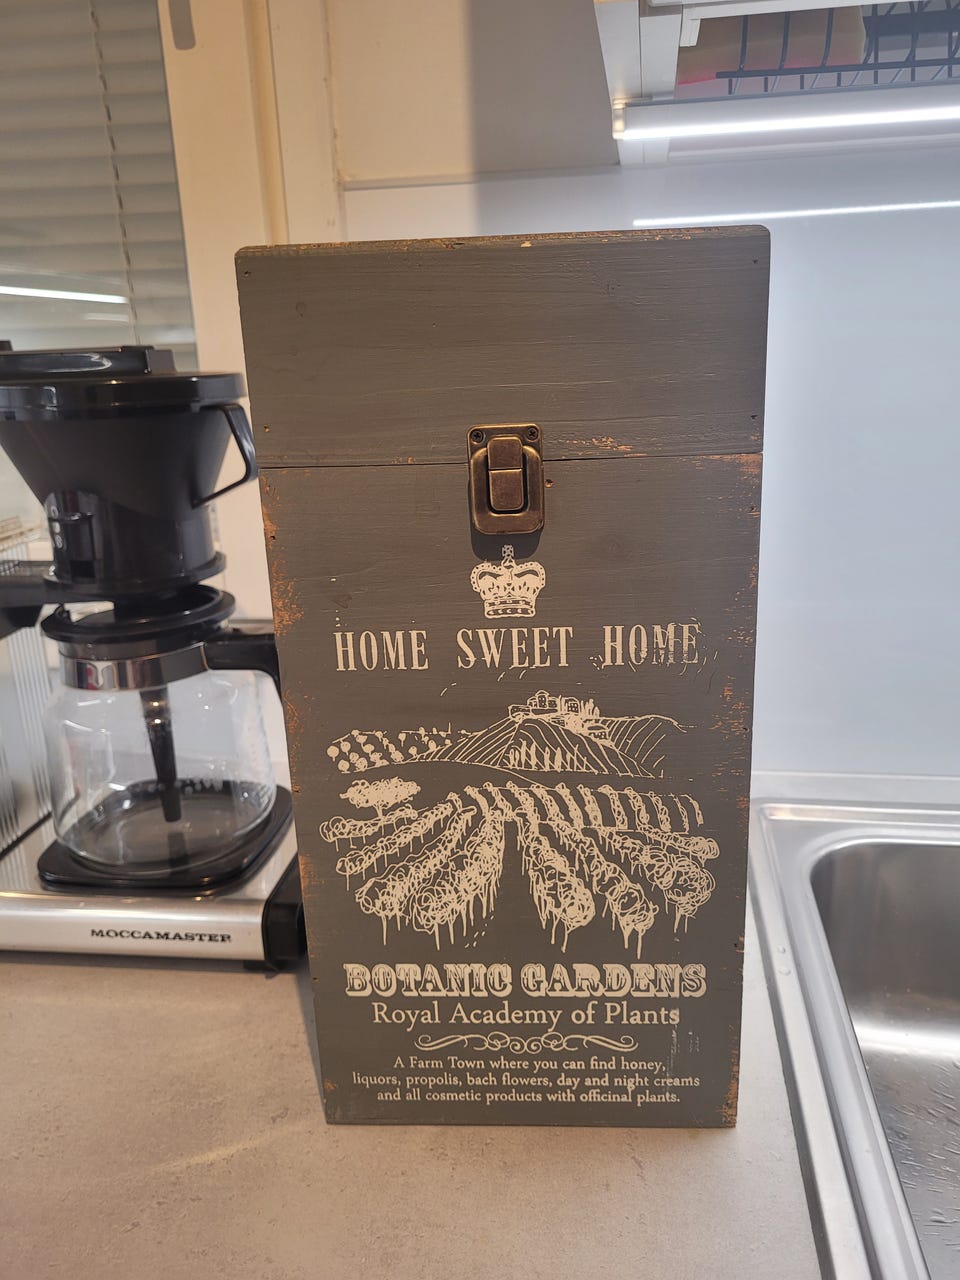 HOME SWEET HOME
BOTANIC GARDENS
Royal Academy of Plants
A Farm Town where you can find honey,
liquors, propolis, bach flowers, day and night creams
and all cosmetic products with officinal plants.
MOCCAMASTER